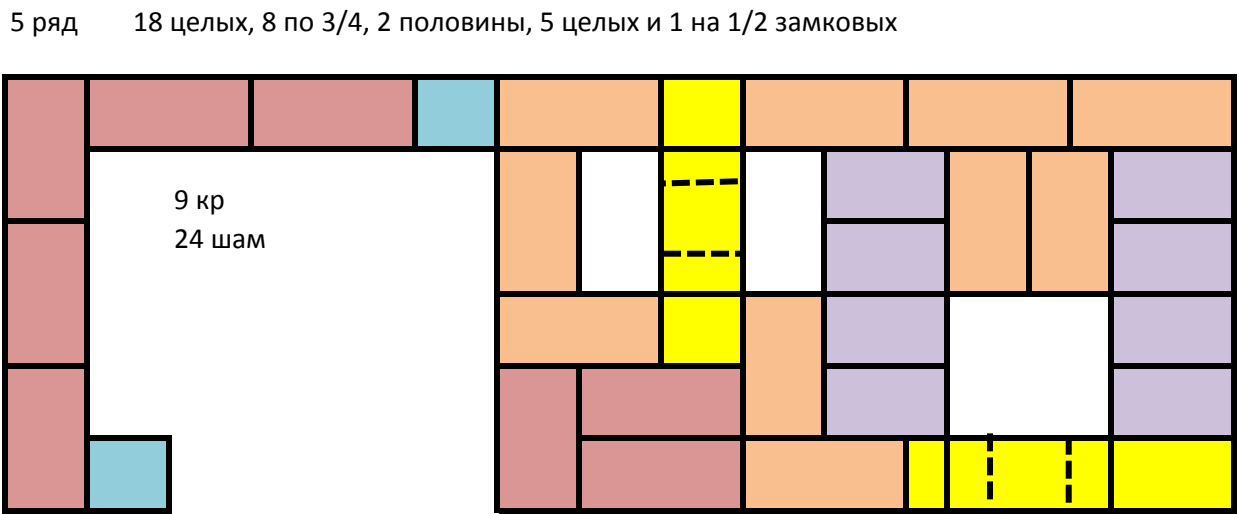 5 ряд 18 целых, 8 по 3/4, 2 половины, 5 целых и 1 на 1/2 замковых
9 кр
24 шам